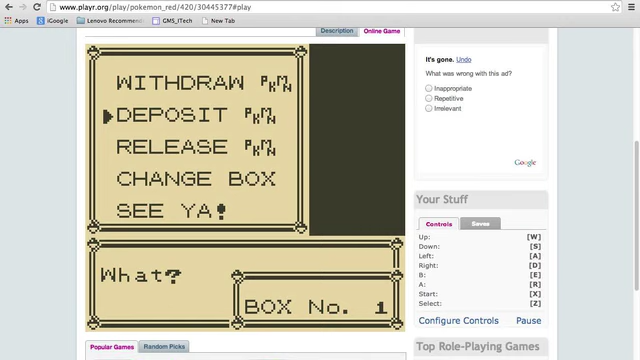 www.playr.org/play/pokemon_red/420/30445377#play
Apps iGoogle Lenovo Recommend GMS_ITech New Tab
Description Online Game
WITHDRAW PKMN
DEPOSIT PKMN
RELEASE PKMN
CHANGE BOX
SEE YA!
What?
BOX No. 1
It's gone. Undo
What was wrong with this ad?
Inappropriate
Repetitive
Irrelevant
Google
Your Stuff
Controls Saves
Up: [W]
Down: [S]
Left: [A]
Right: [D]
B: [E]
A: [R]
Start: [X]
Select: [Z]
Configure Controls Pause
Top Role-Playing Games
Popular Games Random Picks